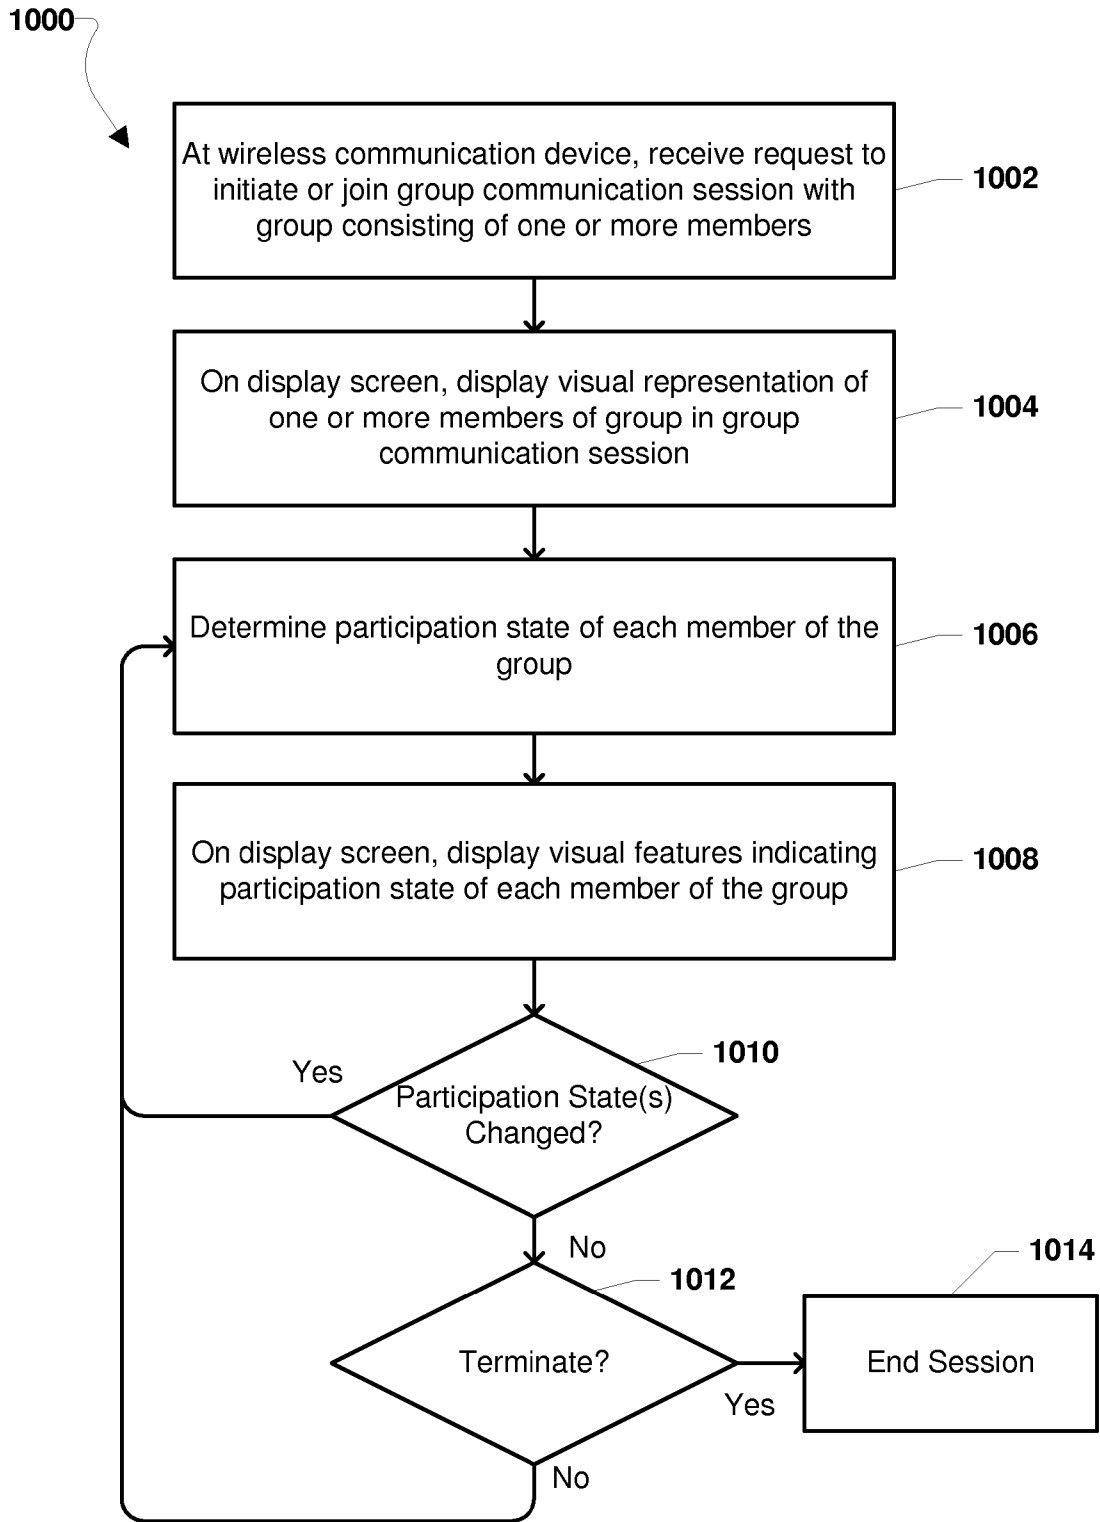 1000
At wireless communication device, receive request to
initiate or join group communication session with
group consisting of one or more members
1002
On display screen, display visual representation of
one or more members of group in group
communication session
1004
Determine participation state of each member of the
group
1006
On display screen, display visual features indicating
participation state of each member of the group
1008
Yes
1010
Participation State(s)
Changed?
No
1012
1014
Terminate?
End Session
Yes
No